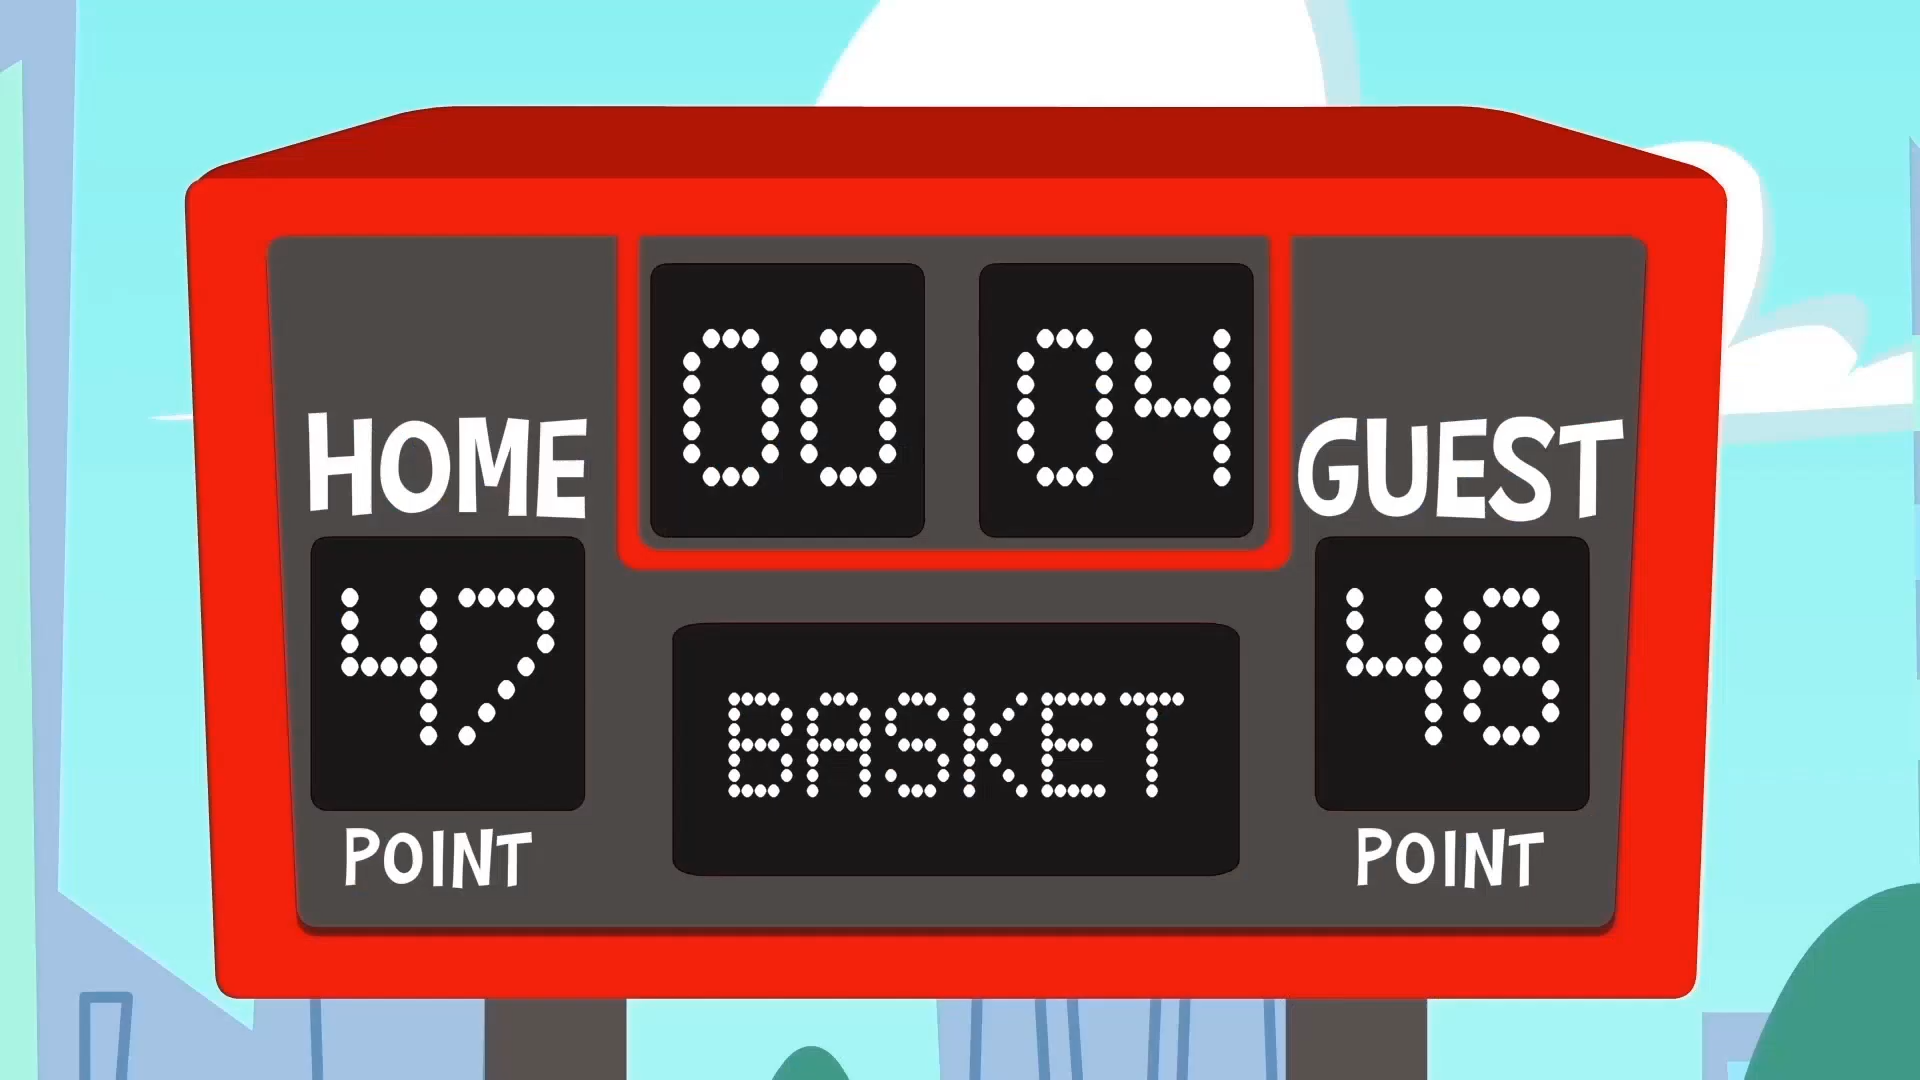 00 04
HOME GUEST
47 48
BASKET
POINT POINT